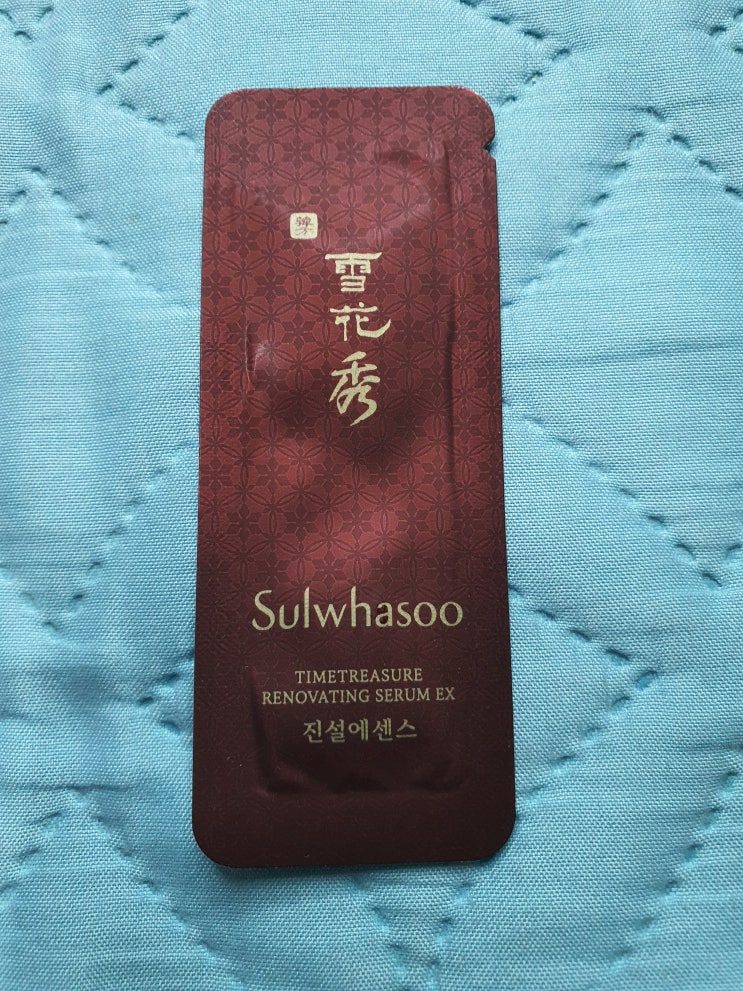 雪花秀
Sulwhasoo
TIMETREASURE
RENOVATING SERUM EX
진설에센스